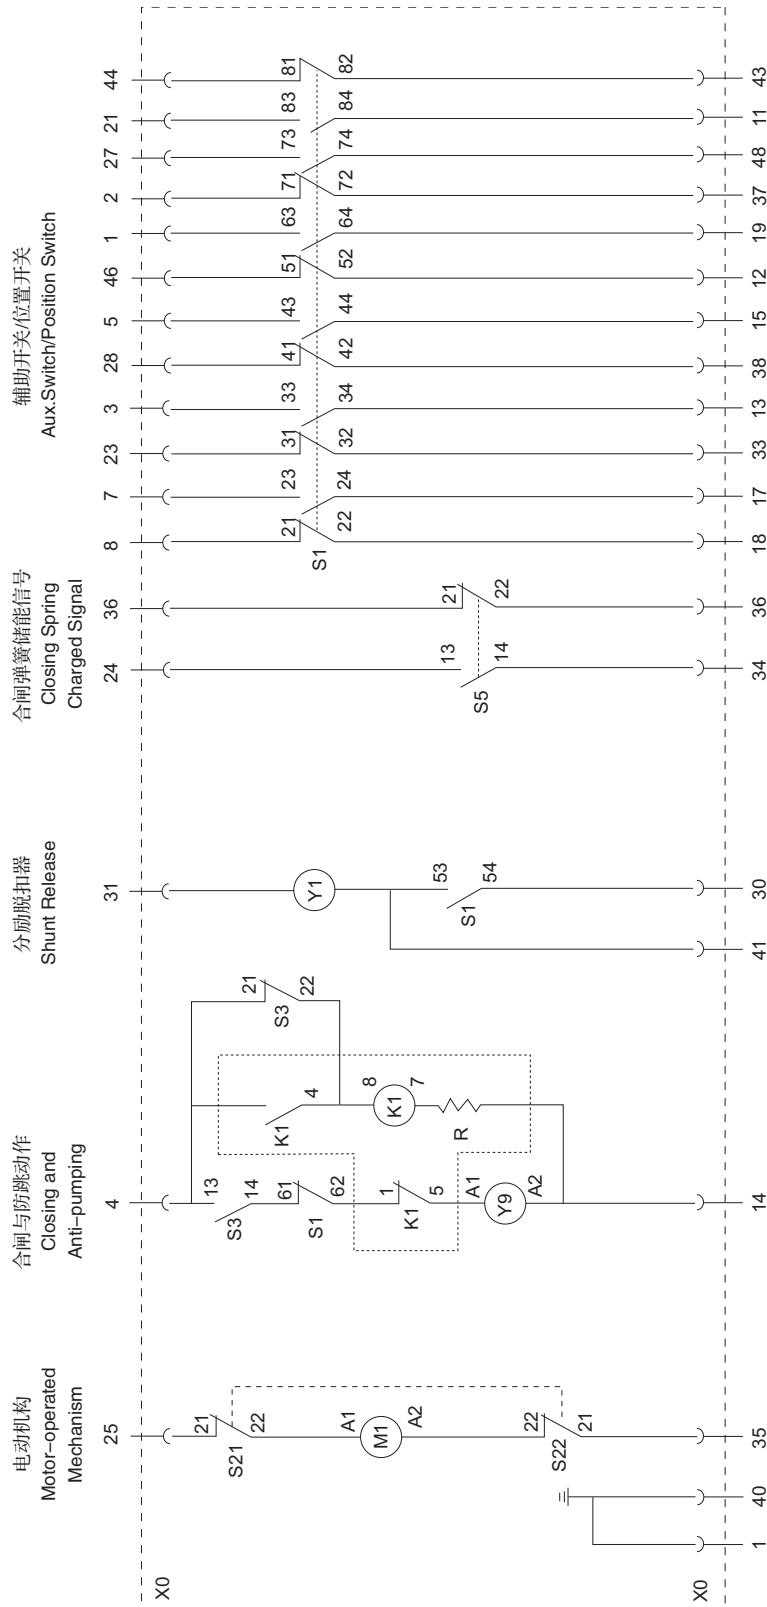 电动机构
Motor-operated
Mechanism
合闸与防跳动作
Closing and
Anti-pumping
分励脱扣器
Shunt Release
合闸弹簧储能信号
Closing Spring
Charged Signal
辅助开关/位置开关
Aux.Switch/Position Switch
25 4 31 24 36 8 7 23 3 28 5 46 1 2 27 21 44
X0
21
S21
22
A1
M1
A2
22
S22
21
13
S3
14
61
S1
62
1
K1
5
A1
Y9
A2
K1
4
8
K1
7
R
21
S3
22
Y1
53
S1
54
13
14
S5
21
22
21
22
S1
23
24
31
32
33
34
41
42
43
44
51
52
63
64
71
72
73
74
83
84
81
82
X0
1 40 35 14 41 30 34 36 18 17 33 13 38 15 12 19 37 48 11 43